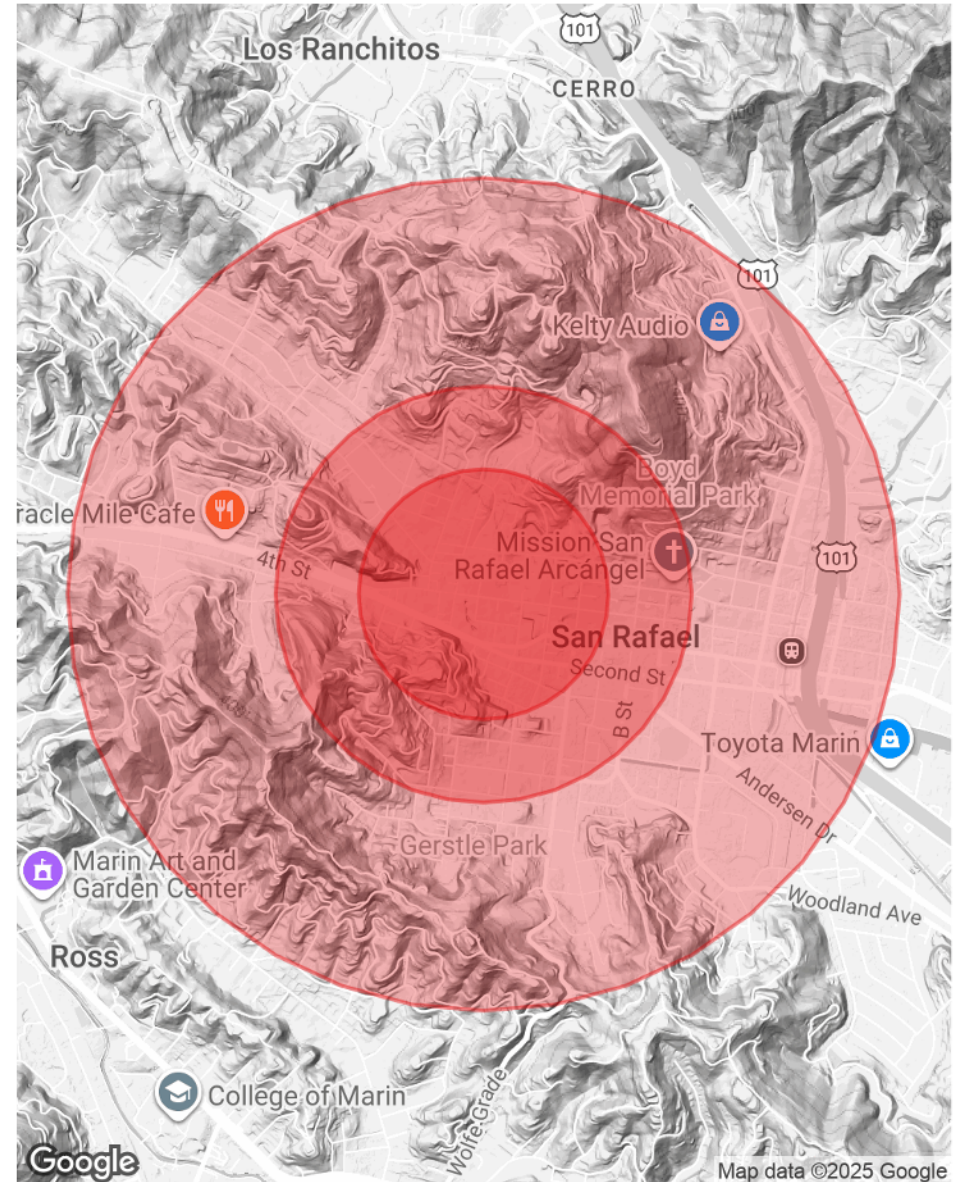 101
Los Ranchitos
CERRO
101
Kelty Audio
Boyd
Memorial Park
racle Mile Cafe
4th St
Mission San
Rafael Arcángel
101
San Rafael
Second St
B St
Toyota Marin
Andersen Dr
Gerstle Park
Marin Art and
Garden Center
Woodland Ave
Ross
College of Marin
Wolfe Grade
Google
Map data ©2025 Google